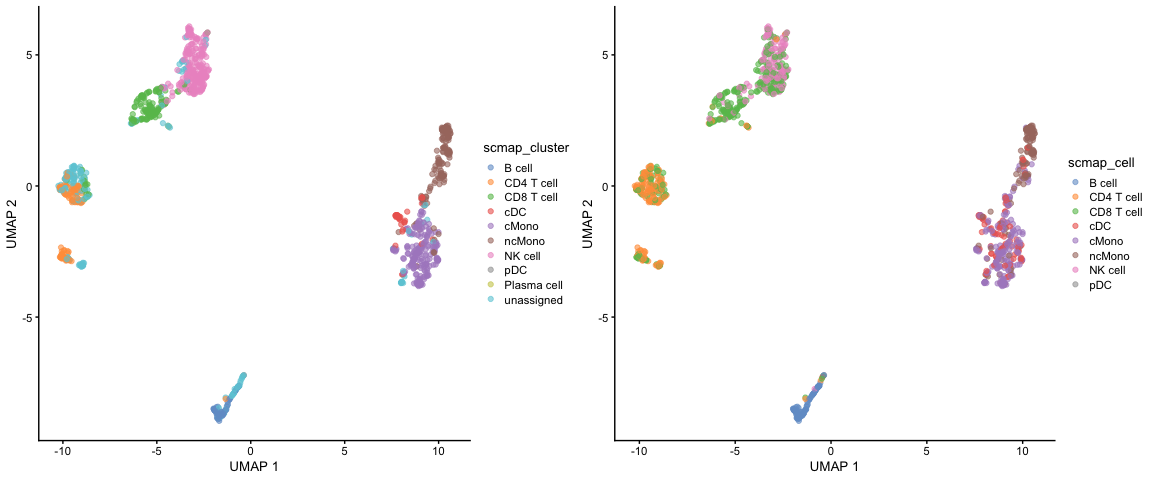 5
0
-5
-10
-5
0
5
10
UMAP 1
UMAP 2
scmap_cluster
B cell
CD4 T cell
CD8 T cell
cDC
cMono
ncMono
NK cell
pDC
Plasma cell
unassigned
5
0
-5
-10
-5
0
5
10
UMAP 1
UMAP 2
scmap_cell
B cell
CD4 T cell
CD8 T cell
cDC
cMono
ncMono
NK cell
pDC